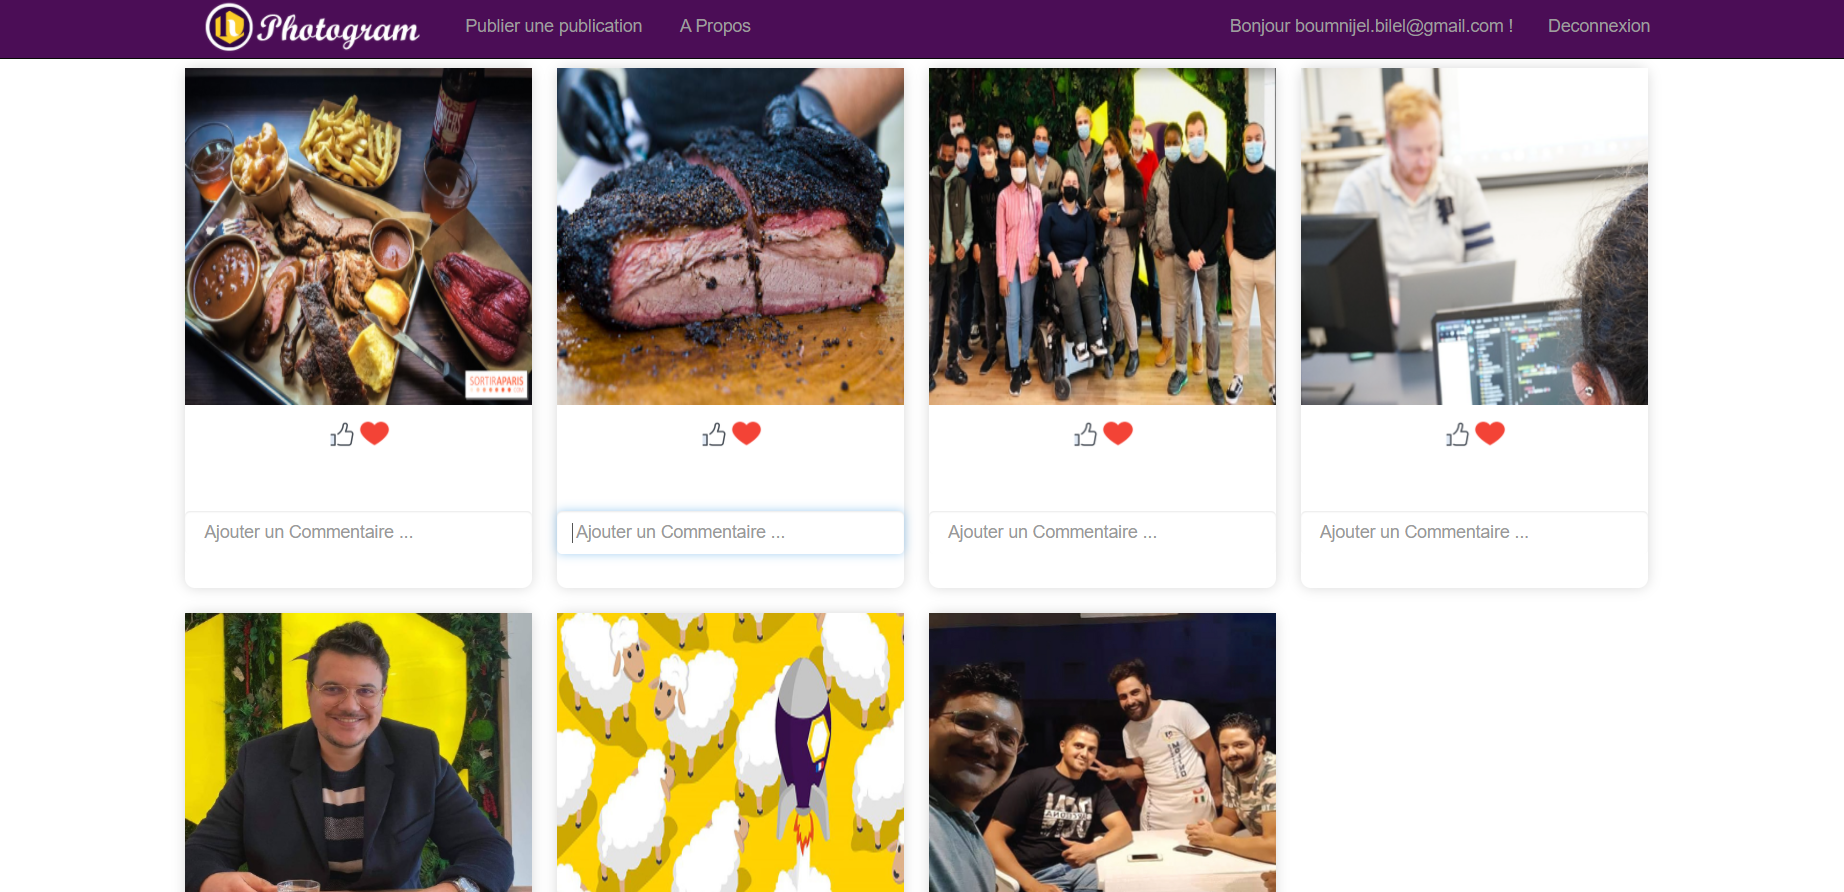 Photogram
Publier une publication
A Propos
Bonjour boumnijel.bilel@gmail.com !
Deconnexion
SORTIRAPARIS
Ajouter un Commentaire ...
Ajouter un Commentaire ...
Ajouter un Commentaire ...
Ajouter un Commentaire ...